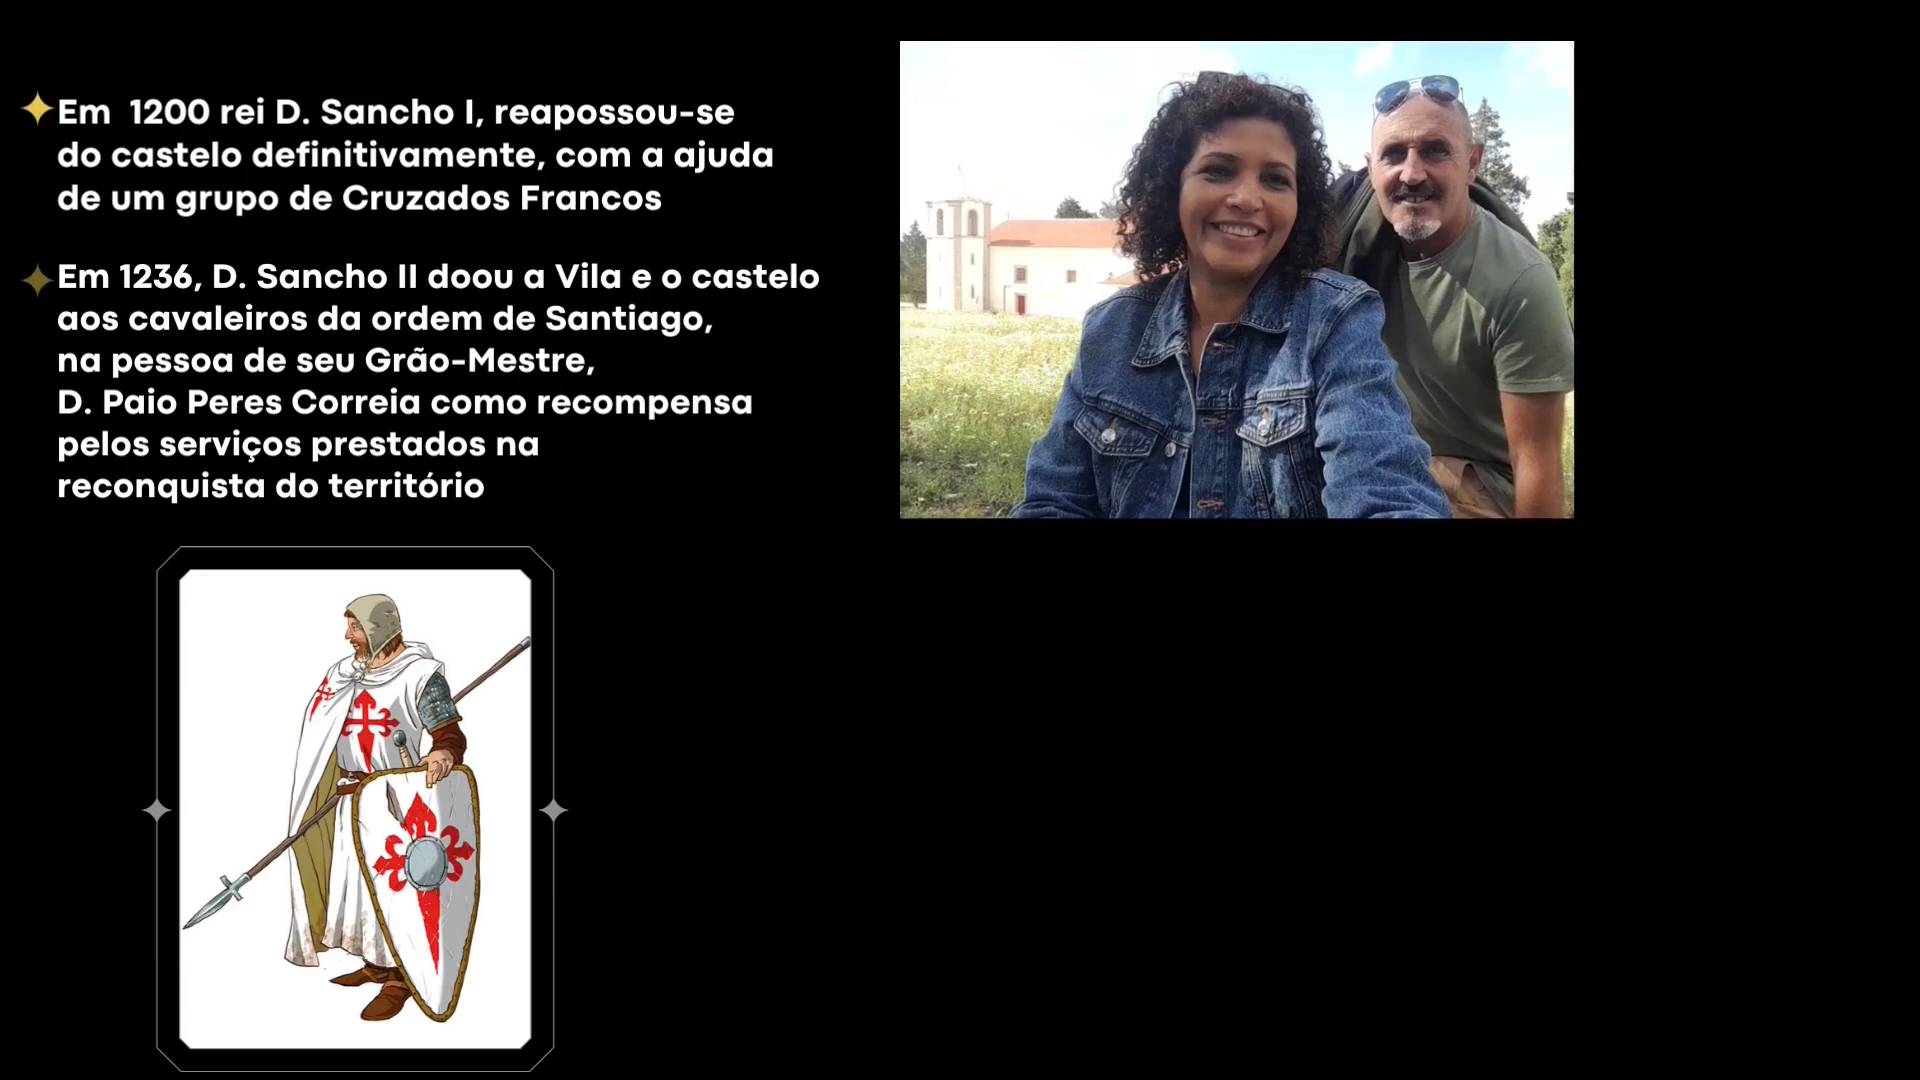 Em  1200 rei D. Sancho I, reapossou-se
do castelo definitivamente, com a ajuda
de um grupo de Cruzados Francos
Em 1236, D. Sancho II doou a Vila e o castelo
aos cavaleiros da ordem de Santiago,
na pessoa de seu Grão-Mestre,
D. Paio Peres Correia como recompensa
pelos serviços prestados na
reconquista do território